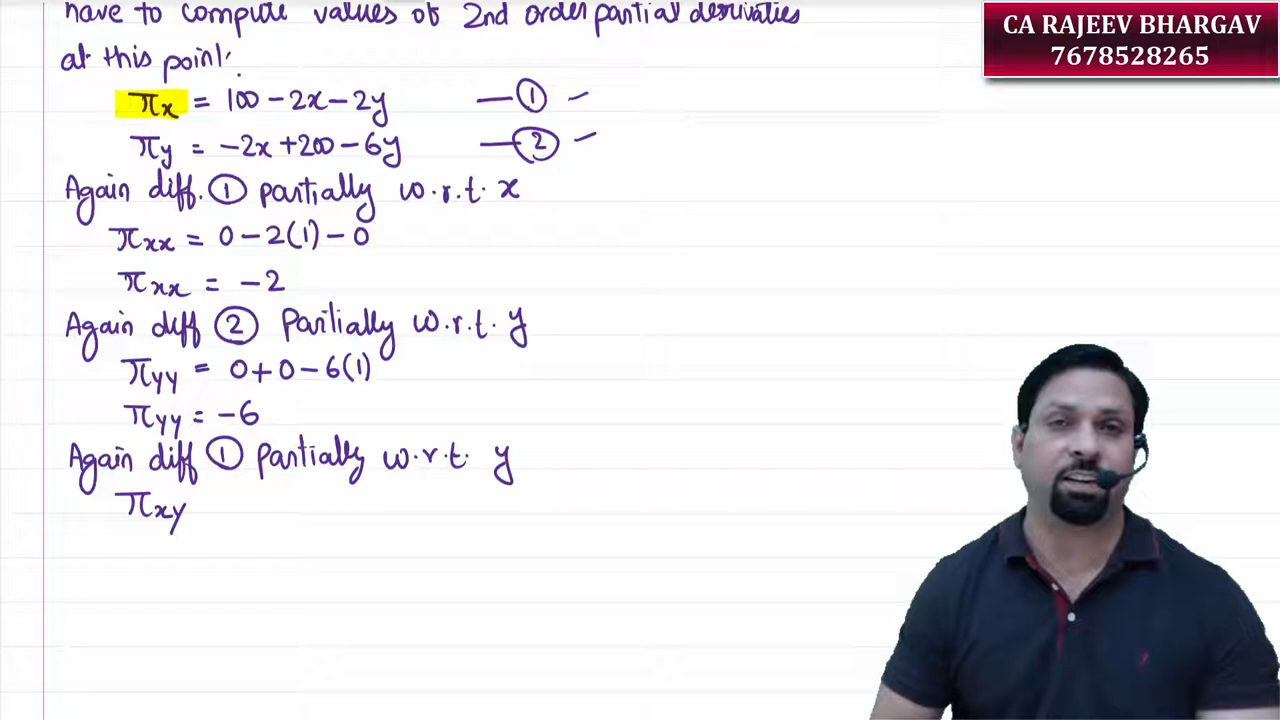 have to compute values of 2nd order partial derivaties
at this point.
CA RAJEEV BHARGAV
7678528265
πx = 100 - 2x - 2y — ①
πy = -2x + 200 - 6y — ②
Again diff. ① partially w.r.t. x
πxx = 0 - 2(1) - 0
πxx = -2
Again diff ② Partially w.r.t. y
πyy = 0 + 0 - 6(1)
πyy = -6
Again diff ① partially w.r.t. y
πxy